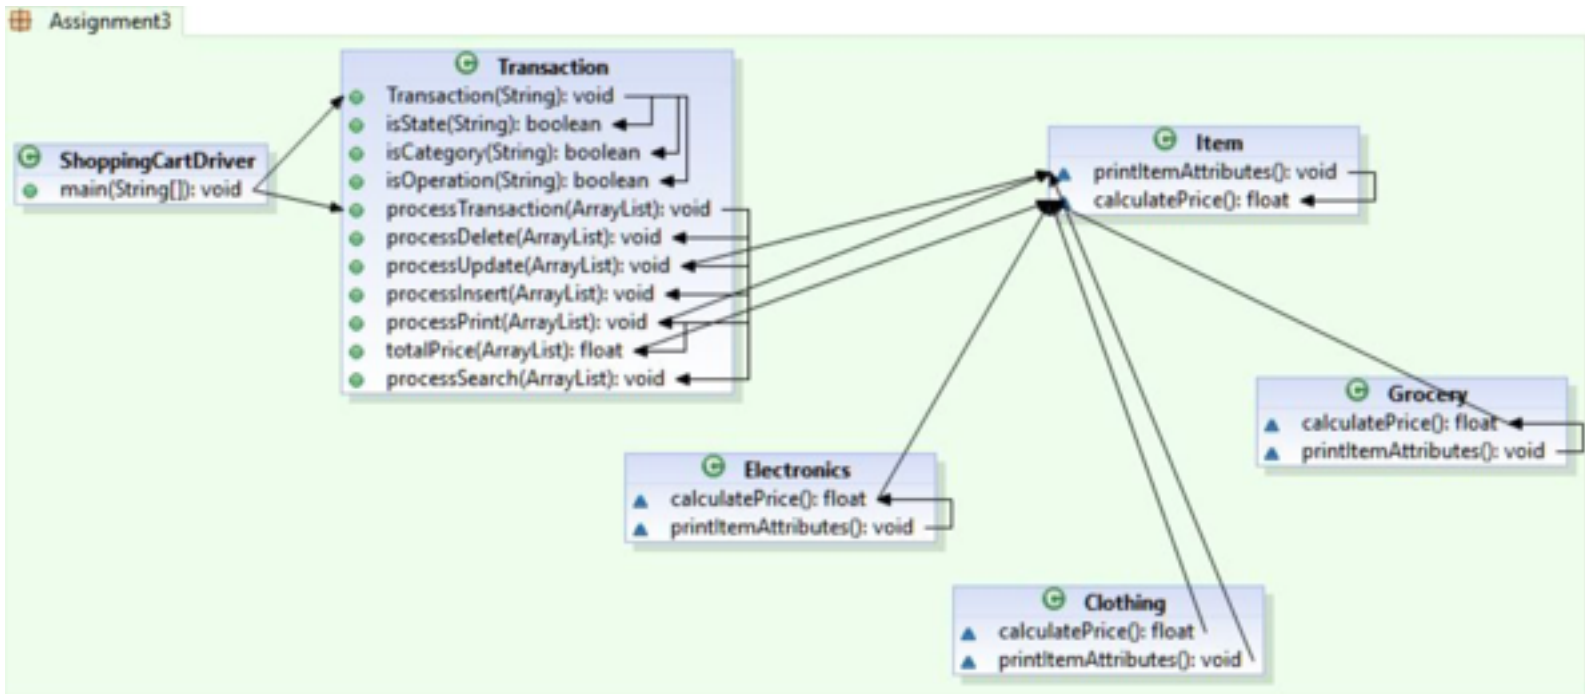 Assignment3
Transaction
Transaction(String): void
isState(String): boolean
isCategory(String): boolean
isOperation(String): boolean
processTransaction(ArrayList): void
processDelete(ArrayList): void
processUpdate(ArrayList): void
processInsert(ArrayList): void
processPrint(ArrayList): void
totalPrice(ArrayList): float
processSearch(ArrayList): void
ShoppingCartDriver
main(String[]): void
Item
printItemAttributes(): void
calculatePrice(): float
Grocery
calculatePrice(): float
printItemAttributes(): void
Electronics
calculatePrice(): float
printItemAttributes(): void
Clothing
calculatePrice(): float
printItemAttributes(): void